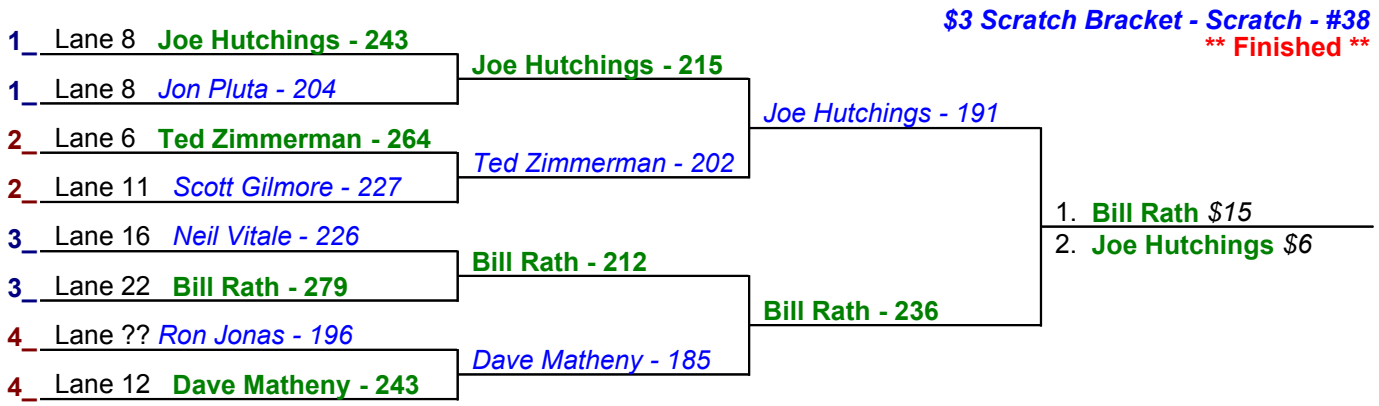 $3 Scratch Bracket - Scratch - #38
** Finished **
1_ Lane 8 Joe Hutchings - 243
1_ Lane 8 Jon Pluta - 204
2_ Lane 6 Ted Zimmerman - 264
2_ Lane 11 Scott Gilmore - 227
3_ Lane 16 Neil Vitale - 226
3_ Lane 22 Bill Rath - 279
4_ Lane ?? Ron Jonas - 196
4_ Lane 12 Dave Matheny - 243
Joe Hutchings - 215
Ted Zimmerman - 202
Bill Rath - 212
Dave Matheny - 185
Joe Hutchings - 191
Bill Rath - 236
1. Bill Rath $15
2. Joe Hutchings $6